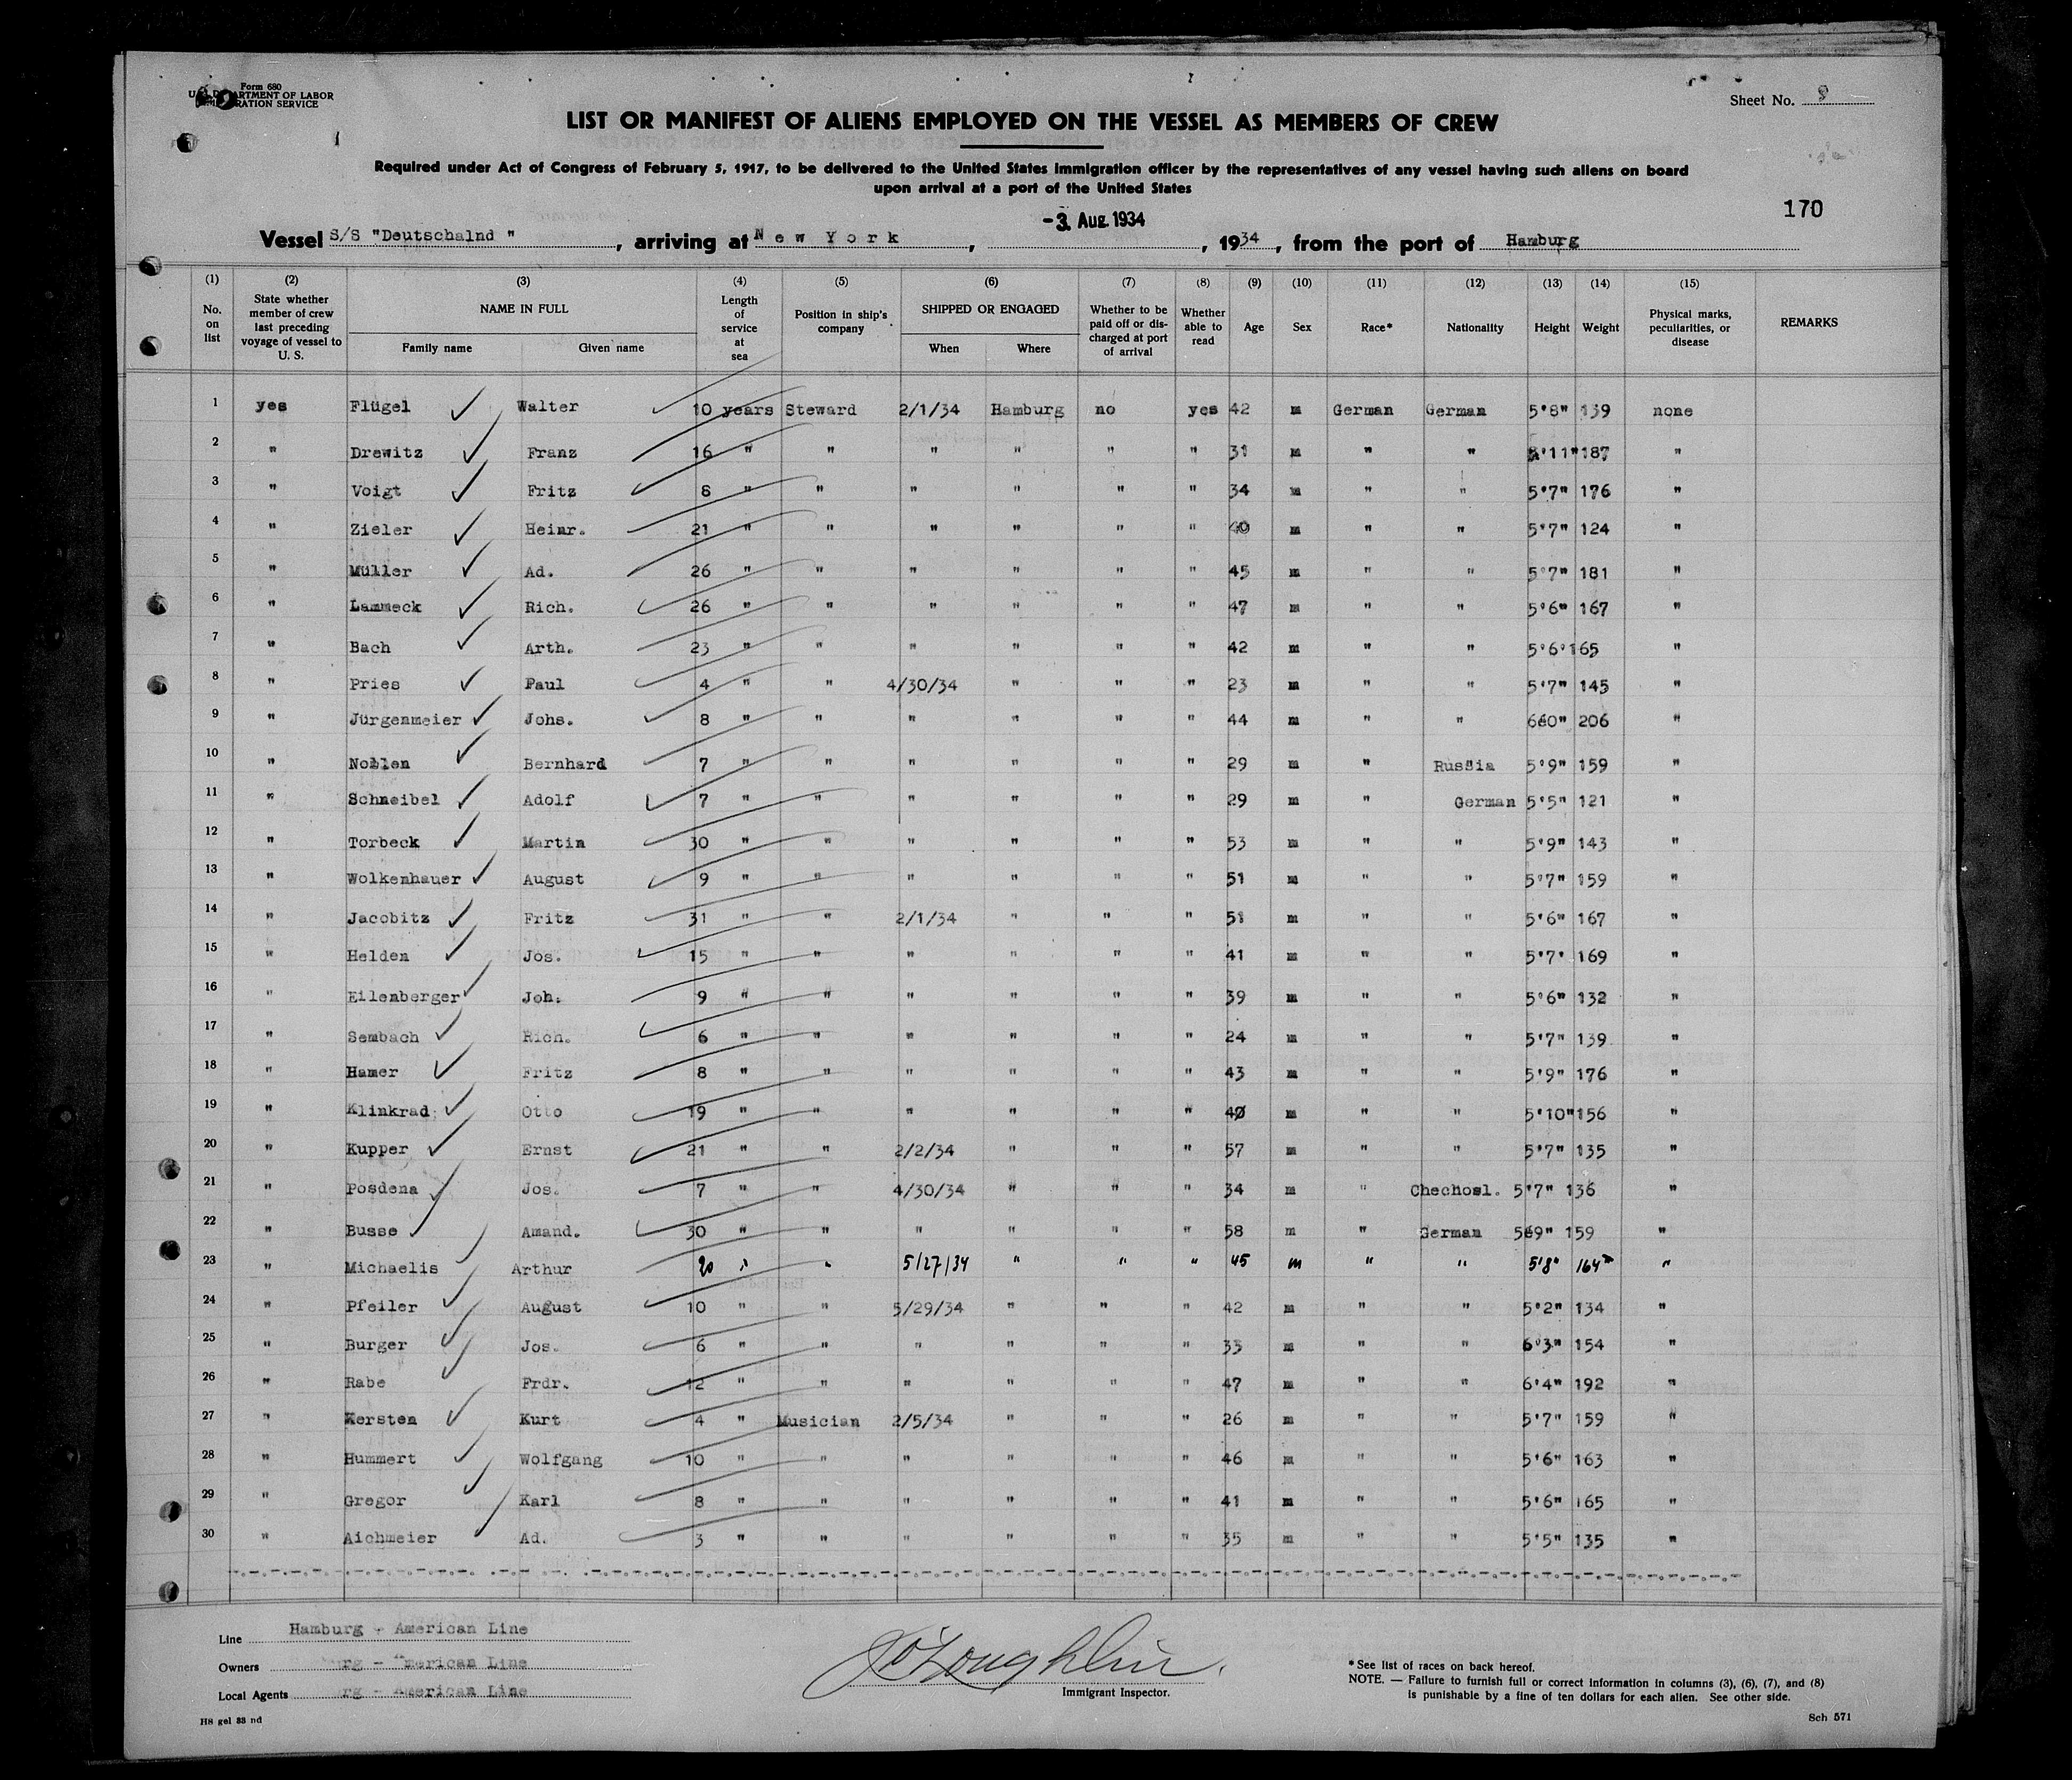 Form 680
U. S. DEPARTMENT OF LABOR
IMMIGRATION SERVICE
Sheet No. 9
LIST OR MANIFEST OF ALIENS EMPLOYED ON THE VESSEL AS MEMBERS OF CREW
Required under Act of Congress of February 5, 1917, to be delivered to the United States immigration officer by the representatives of any vessel having such aliens on board
upon arrival at a port of the United States
170
-3 Aug. 1934
Vessel S/S "Deutschalnd ", arriving at New York, , 1934, from the port of Hamburg
(1) (2) (3) (4) (5) (6) (7) (8) (9) (10) (11) (12) (13) (14) (15)
No. on list State whether member of crew last preceding voyage of vessel to U. S. NAME IN FULL Family name Given name Length of service at sea Position in ship's company SHIPPED OR ENGAGED When Where Whether to be paid off or discharged at port of arrival Whether able to read Age Sex Race* Nationality Height Weight Physical marks, peculiarities, or disease REMARKS
1 yes Flügel Walter 10 years Steward 2/1/34 Hamburg no yes 42 m German German 5'8" 139 none
2 " Drewitz Franz 16 " " " " " " 31 m " " '11" 187 "
3 " Voigt Fritz 8 " " " " " " 34 m " " 5'7" 176 "
4 " Zieler Heinr. 21 " " " " " " 40 m " " 5'7" 124 "
5 " Müller Ad. 26 " " " " " " 45 m " " 5'7" 181 "
6 " Lammeck Rich. 26 " " " " " " 47 m " " 5'6" 167 "
7 " Bach Arth. 23 " " " " " " 42 m " " 5'6' 165 "
8 " Pries Paul 4 " " 4/30/34 " " " 23 m " " 5'7" 145 "
9 " Jürgenmeier Johs. 8 " " " " " " 44 m " " 660" 206 "
10 " Nohlen Bernhard 7 " " " " " " 29 m " Russia 5'9" 159 "
11 " Schneibel Adolf 7 " " " " " " 29 m " German 5'5" 121 "
12 " Torbeck Martin 30 " " " " " " 53 m " " 5'9" 143 "
13 " Wolkenhauer August 9 " " " " " " 51 m " " 5'7" 159 "
14 " Jacobitz Fritz 31 " " 2/1/34 " " " 51 m " " 5'6" 167 "
15 " Helden Jos. 15 " " " " " " 41 m " " 5'7' 169 "
16 " Eilenberger Joh. 9 " " " " " " 39 m " " 5'6" 132 "
17 " Sembach Rich. 6 " " " " " " 24 m " " 5'7" 139 "
18 " Hamer Fritz 8 " " " " " " 43 m " " 5'9" 176 "
19 " Klinkrad Otto 19 " " " " " " 40 m " " 5'10" 156 "
20 " Kupper Ernst 21 " " 2/2/34 " " " 57 m " " 5'7" 135 "
21 " Posdena Jos. 7 " " 4/30/34 " " " 34 m " Chechosl. 5'7" 136 "
22 " Busse Amand. 30 " " " " " " 58 m " German 569" 159 "
23 " Michaelis Arthur 20 " " 5/27/34 " " " 45 m " " 5'8" 164 "
24 " Pfeiler August 10 " " 5/29/34 " " " 42 m " " 5'2" 134 "
25 " Burger Jos. 6 " " " " " " 33 m " " 6'3" 154 "
26 " Rabe Frdr. 12 " " " " " " 47 m " " 6'4" 192 "
27 " Kersten Kurt 4 " Musician 2/5/34 " " " 26 m " " 5'7" 159 "
28 " Hummert Wolfgang 10 " " " " " " 46 m " " 5'6" 163 "
29 " Gregor Karl 8 " " " " " " 41 m " " 5'6" 165 "
30 " Aichmeier Ad. 3 " " " " " " 35 m " " 5'5" 135 "
Line Hamburg - American Line
Owners urg - American Line
Local Agents rg - American Line
O'Loughlin
Immigrant Inspector.
* See list of races on back hereof.
NOTE. — Failure to furnish full or correct information in columns (3), (6), (7), and (8)
is punishable by a fine of ten dollars for each alien. See other side.
H8 gel 33 nd
Sch 571